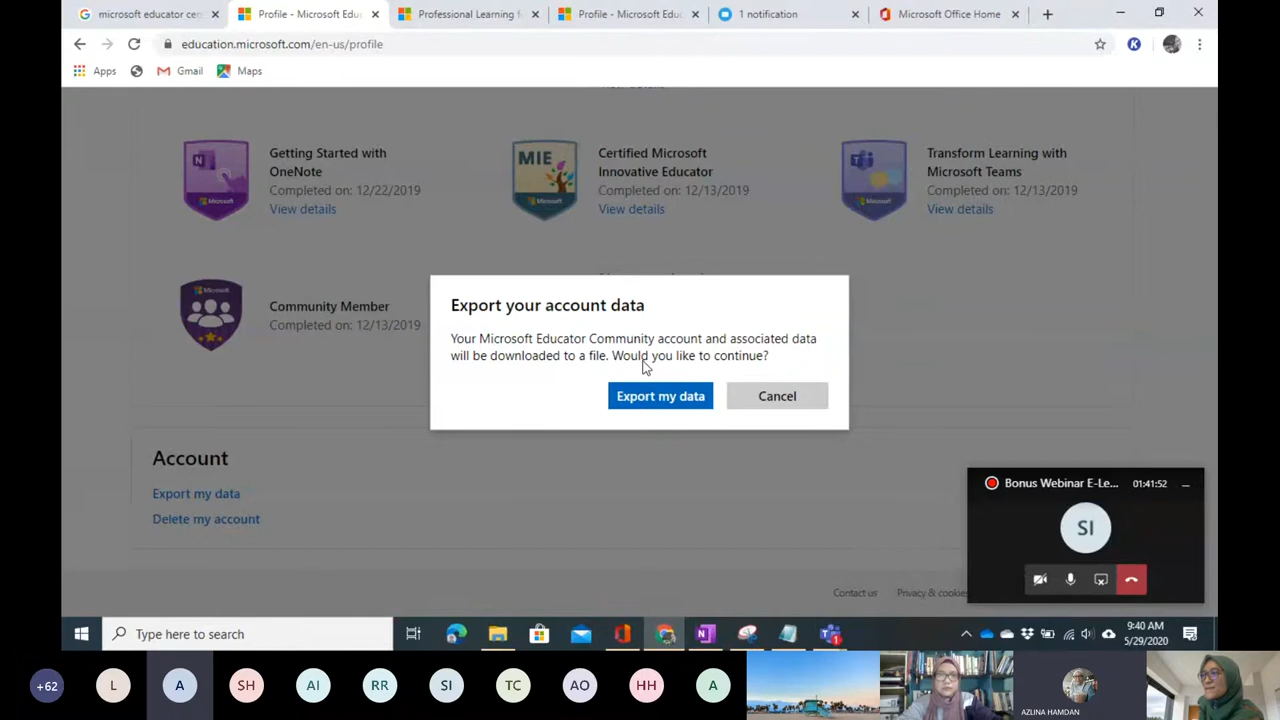 microsoft educator cen
Profile - Microsoft Edu
Professional Learning f
Profile - Microsoft Edu
1 notification
Microsoft Office Home
education.microsoft.com/en-us/profile
Apps
Gmail
Maps
Getting Started with
OneNote
Completed on: 12/22/2019
View details
MIE
Certified Microsoft
Innovative Educator
Completed on: 12/13/2019
View details
Transform Learning with
Microsoft Teams
Completed on: 12/13/2019
View details
Microsoft
Microsoft
Microsoft
Microsoft
Community Member
Completed on: 12/13/2019
Export your account data
Your Microsoft Educator Community account and associated data
will be downloaded to a file. Would you like to continue?
Export my data
Cancel
Account
Export my data
Delete my account
Bonus Webinar E-Le...
01:41:52
SI
Contact us
Privacy & cookies
Type here to search
9:40 AM
5/29/2020
+62
L
A
SH
AI
RR
SI
TC
AO
HH
A
AZLINA HAMDAN